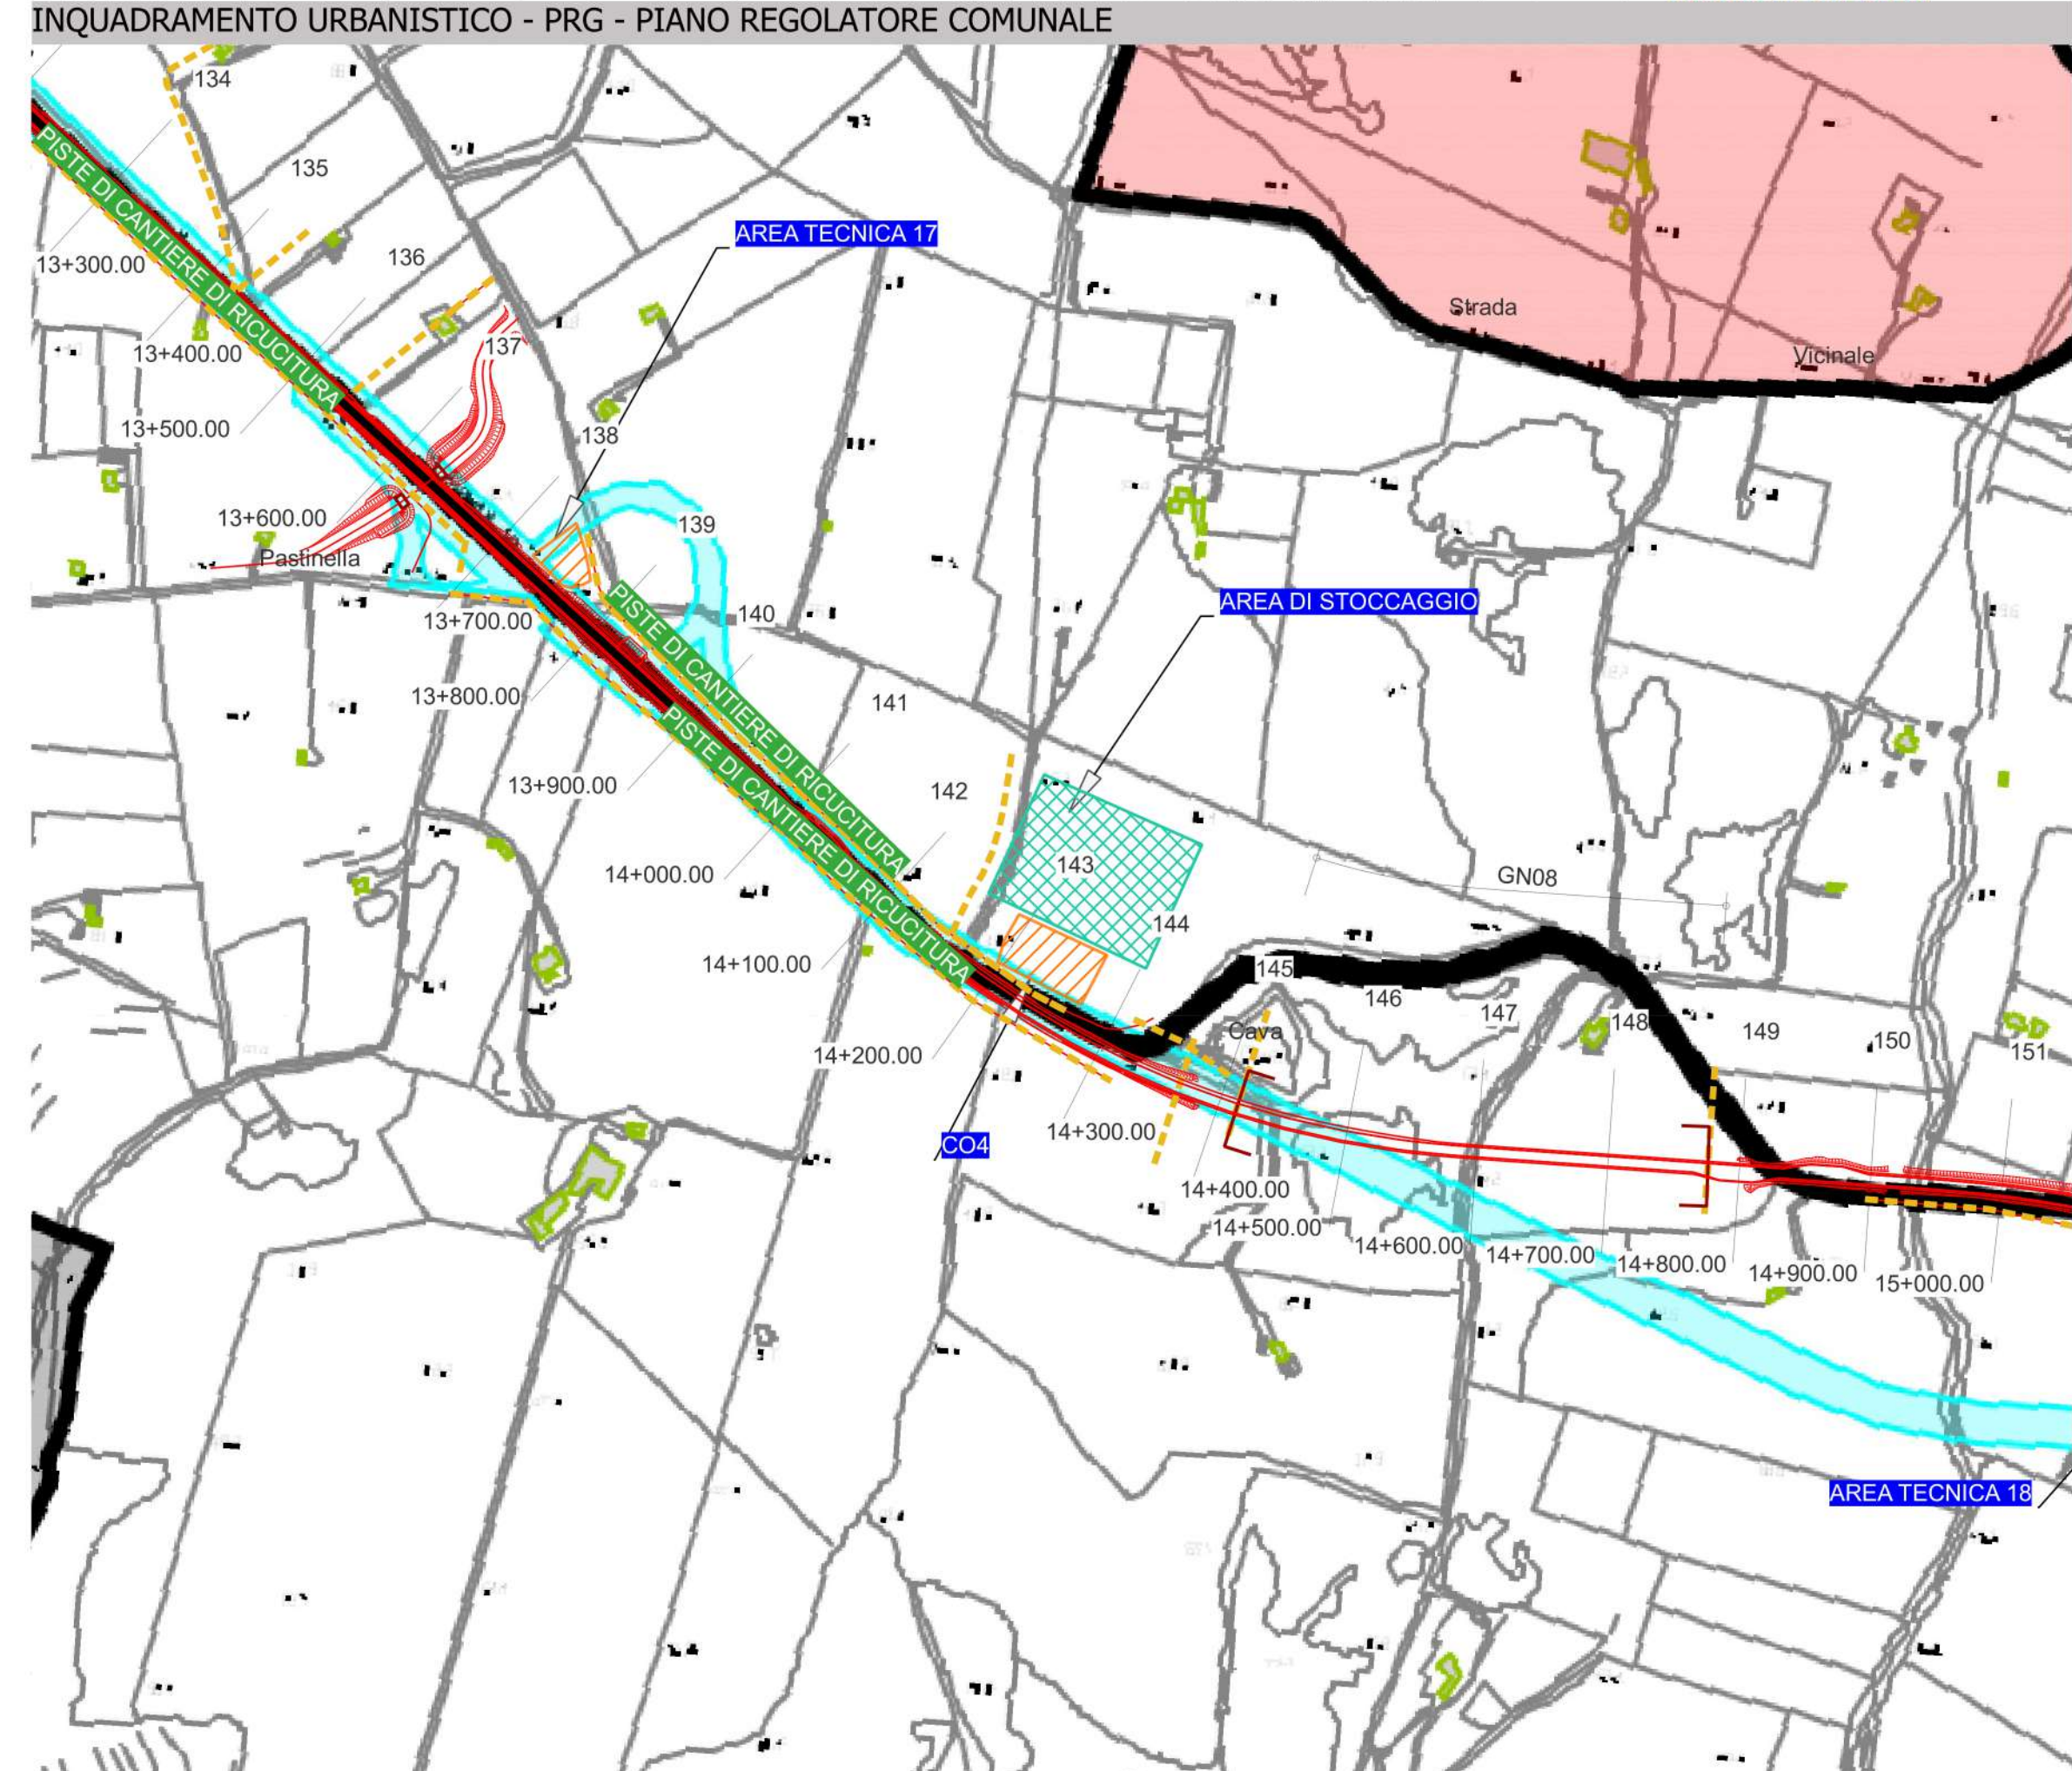 INQUADRAMENTO URBANISTICO - PRG - PIANO REGOLATORE COMUNALE
134
135
136
137
138
139
140
141
142
143
144
145
146
147
148
149
150
151
PISTE DI CANTIERE DI RICUCITURA
PISTE DI CANTIERE DI RICUCITURA
PISTE DI CANTIERE DI RICUCITURA
AREA TECNICA 17
Strada
Vicinale
13+300.00
13+400.00
13+500.00
13+600.00
Pastinella
13+700.00
13+800.00
13+900.00
14+000.00
14+100.00
14+200.00
14+300.00
14+400.00
14+500.00
14+600.00
14+700.00
14+800.00
14+900.00
15+000.00
AREA DI STOCCAGGIO
GN08
Cava
CO4
AREA TECNICA 18